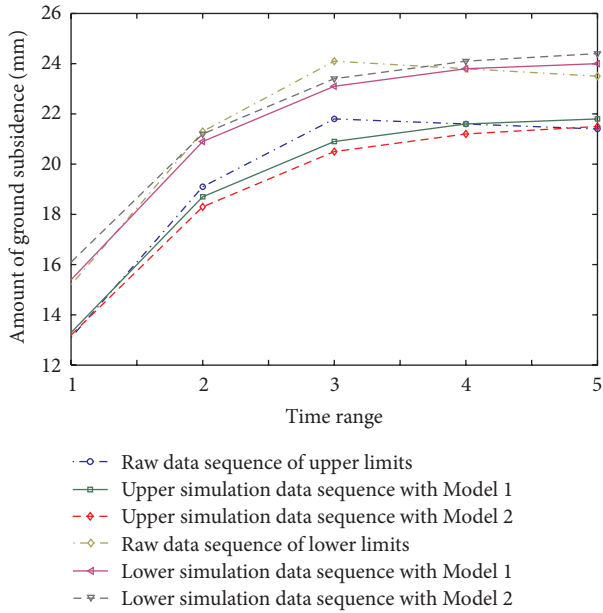 26
24
22
20
18
16
14
12
Amount of ground subsidence (mm)
1 2 3 4 5
Time range
Raw data sequence of upper limits
Upper simulation data sequence with Model 1
Upper simulation data sequence with Model 2
Raw data sequence of lower limits
Lower simulation data sequence with Model 1
Lower simulation data sequence with Model 2